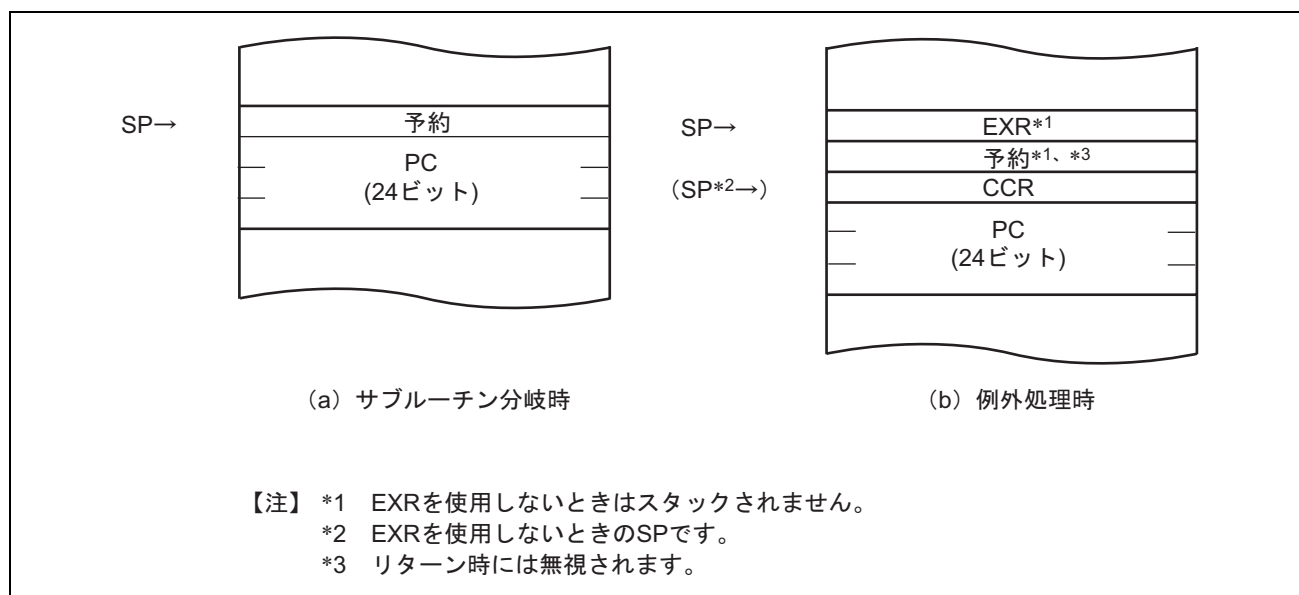 SP→
予約
PC
(24ビット)
(a) サブルーチン分岐時
SP→
(SP*2→)
EXR*1
予約*1、*3
CCR
PC
(24ビット)
(b) 例外処理時
【注】 *1 EXRを使用しないときはスタックされません。
*2 EXRを使用しないときのSPです。
*3 リターン時には無視されます。